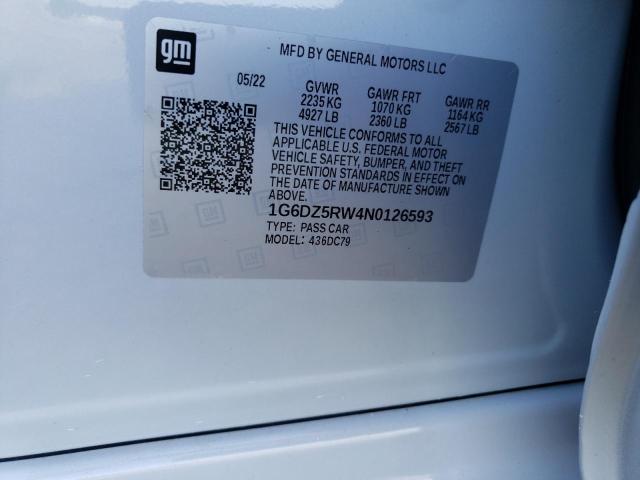 gm
MFD BY GENERAL MOTORS LLC
05/22 GVWR GAWR FRT GAWR RR
2235 KG 1070 KG 1164 KG
4927 LB 2360 LB 2567 LB
THIS VEHICLE CONFORMS TO ALL
APPLICABLE U.S. FEDERAL MOTOR
VEHICLE SAFETY, BUMPER, AND THEFT
PREVENTION STANDARDS IN EFFECT ON
THE DATE OF MANUFACTURE SHOWN
ABOVE.
1G6DZ5RW4N0126593
TYPE: PASS CAR
MODEL: 436DC79